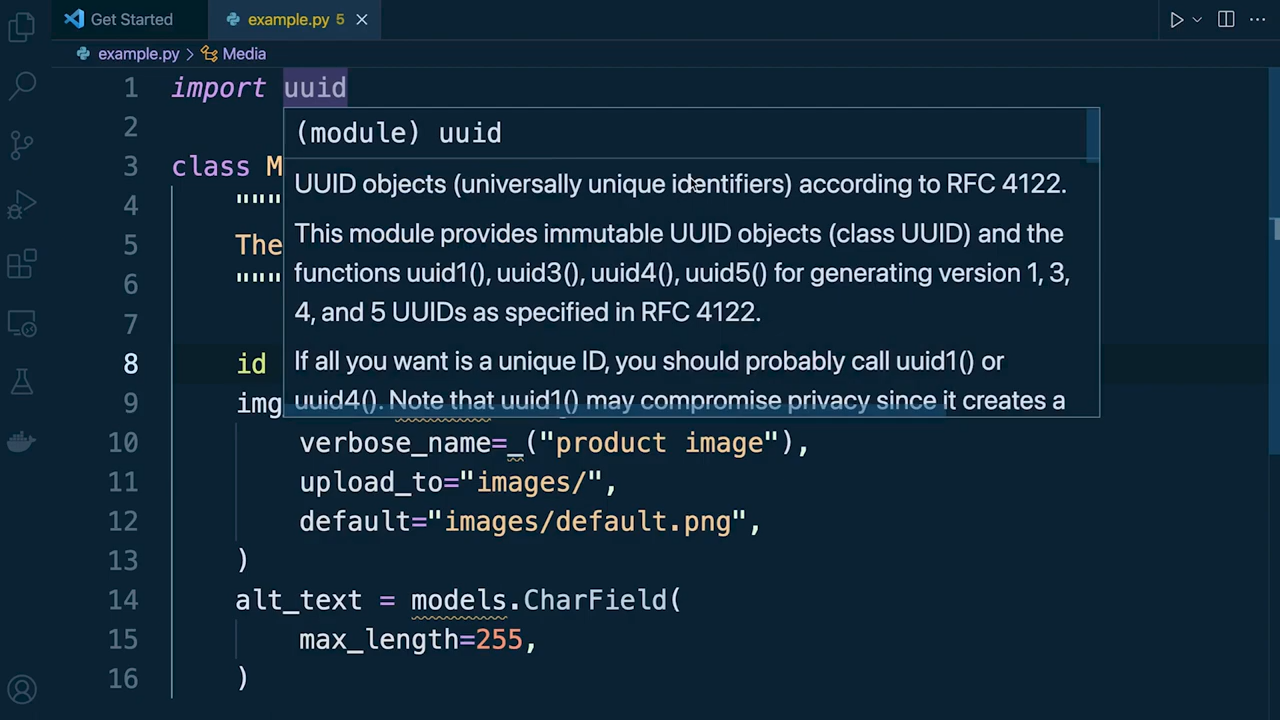 Get Started
example.py 5
example.py > Media
1 import uuid
(module) uuid
UUID objects (universally unique identifiers) according to RFC 4122.
This module provides immutable UUID objects (class UUID) and the
functions uuid1(), uuid3(), uuid4(), uuid5() for generating version 1, 3,
4, and 5 UUIDs as specified in RFC 4122.
If all you want is a unique ID, you should probably call uuid1() or
uuid4(). Note that uuid1() may compromise privacy since it creates a
2
3 class M
4 """
5 The
6 """
7
8 id
9 img
10 verbose_name=_("product image"),
11 upload_to="images/",
12 default="images/default.png",
13 )
14 alt_text = models.CharField(
15 max_length=255,
16 )